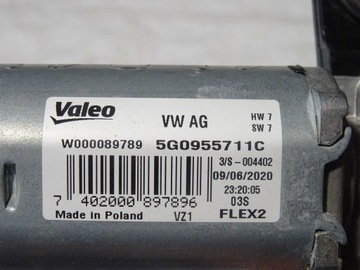 Valeo VW AG HW 7
SW 7
W000089789 5G0955711C
3/S-004402
09/06/2020
23:20:05
7 402000 897896 03S
Made in Poland VZ1 FLEX2